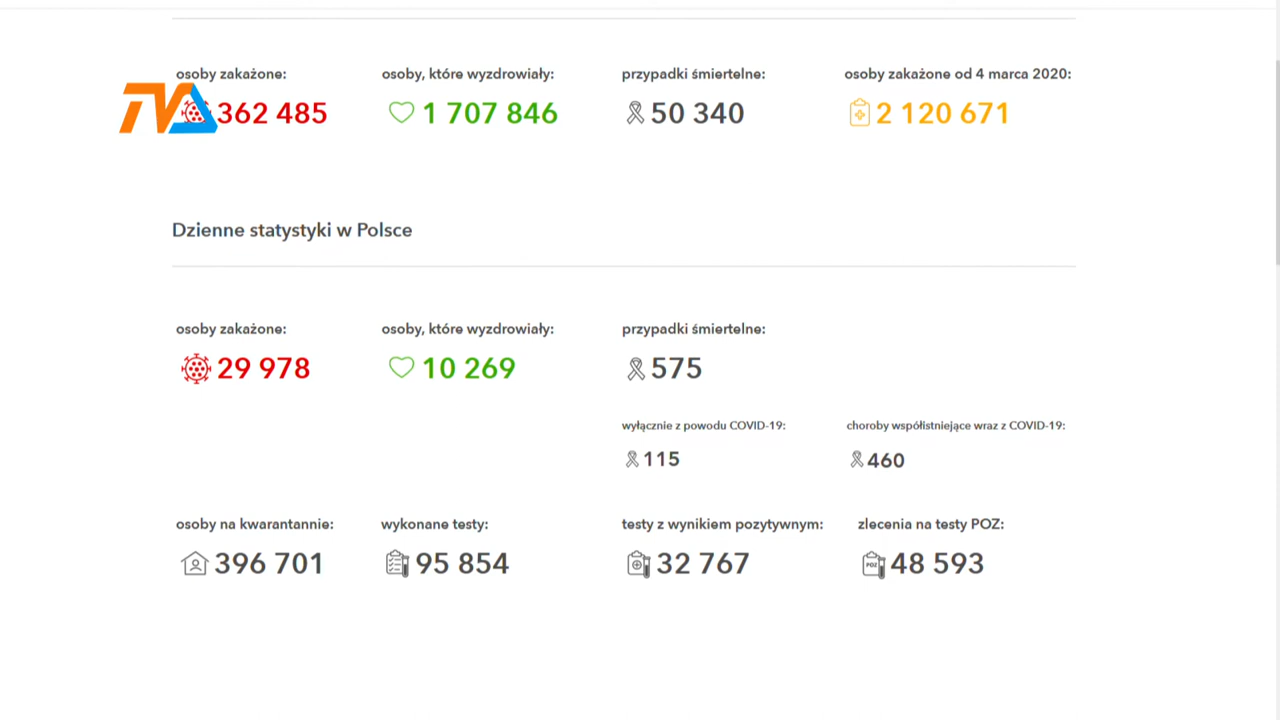 osoby zakażone: osoby, które wyzdrowiały: przypadki śmiertelne: osoby zakażone od 4 marca 2020:
TVA 362 485 1 707 846 50 340 2 120 671
Dzienne statystyki w Polsce
osoby zakażone: osoby, które wyzdrowiały: przypadki śmiertelne:
29 978 10 269 575
wyłącznie z powodu COVID-19: choroby współistniejące wraz z COVID-19:
115 460
osoby na kwarantannie: wykonane testy: testy z wynikiem pozytywnym: zlecenia na testy POZ:
396 701 95 854 32 767 POZ 48 593